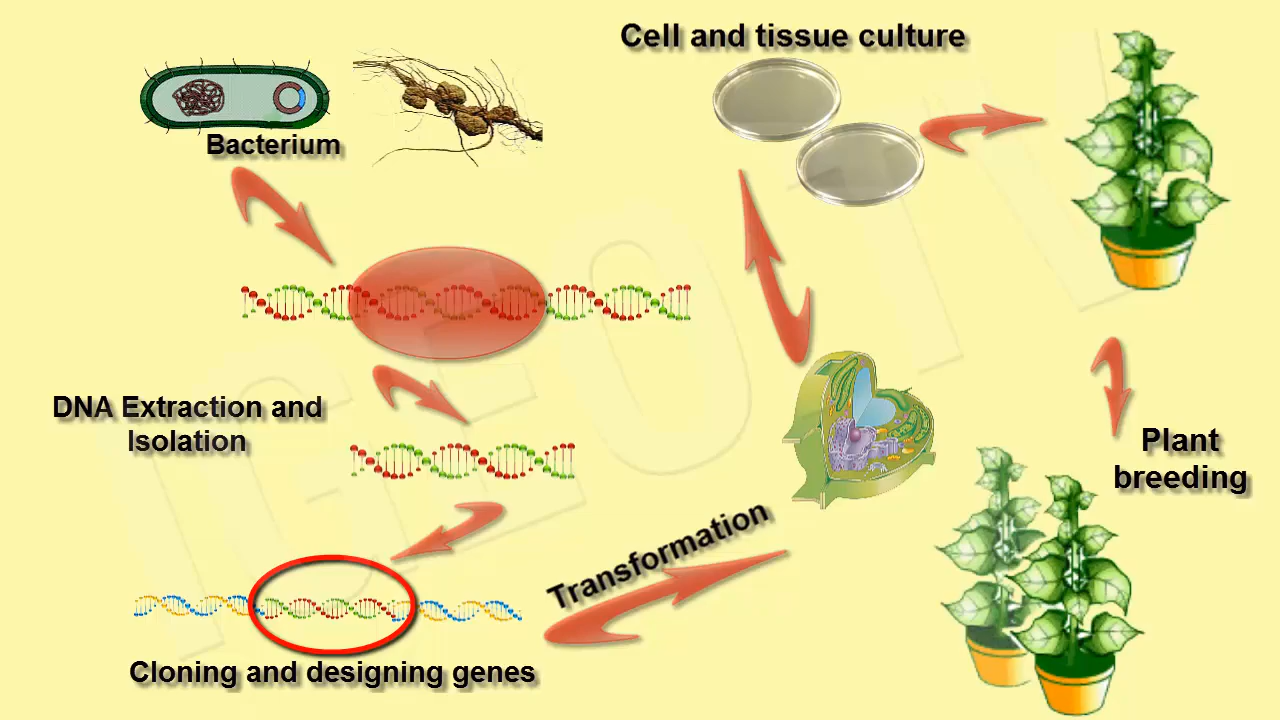 Cell and tissue culture
Bacterium
DNA Extraction and
Isolation
Plant
breeding
Transformation
Cloning and designing genes